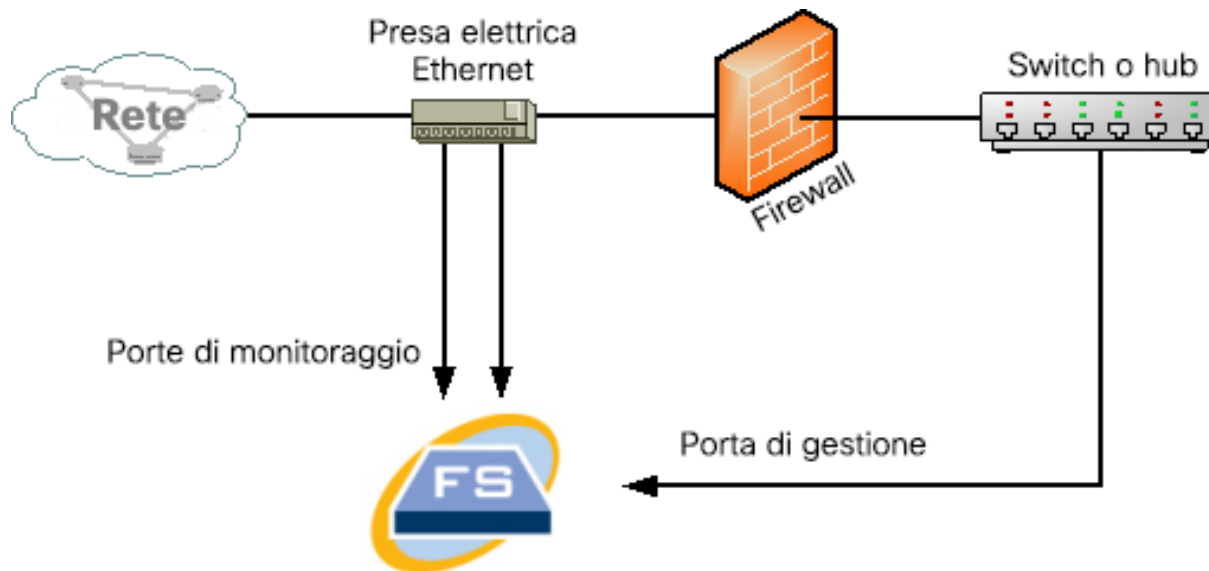 Presa elettrica
Ethernet
Switch o hub
Rete
Firewall
Porte di monitoraggio
Porta di gestione
FS